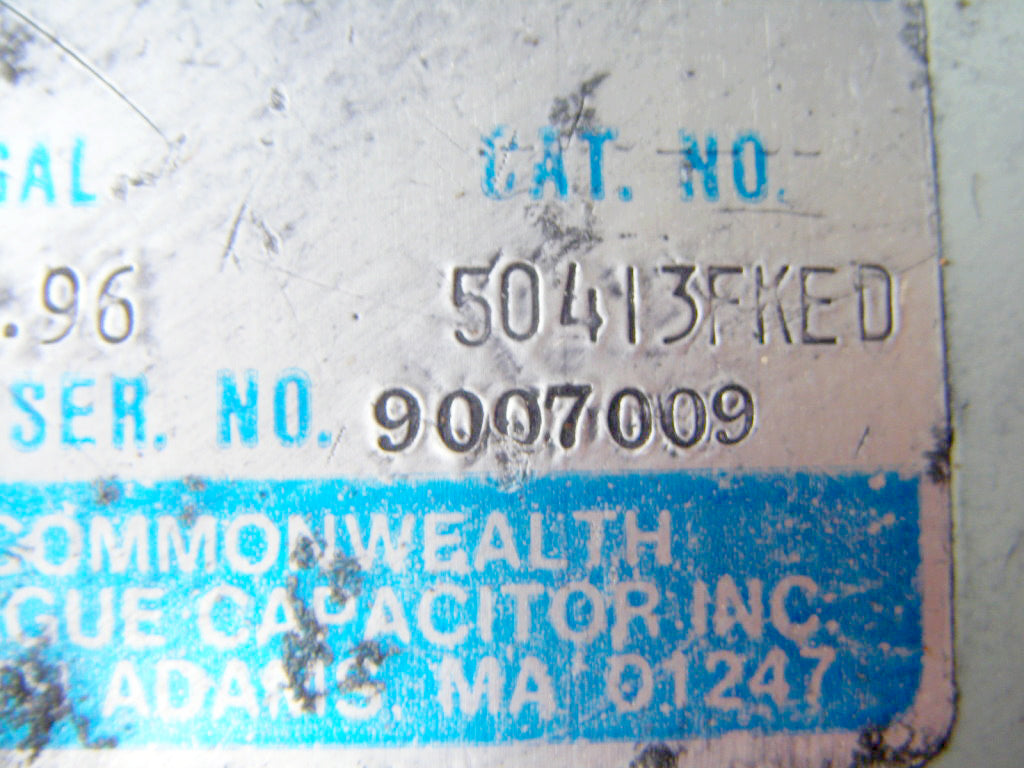 GAL CAT. NO.
.96 50413FKED
SER. NO. 9007009
COMMONWEALTH
GUE CAPACITOR INC.
ADAMS, MA 01247